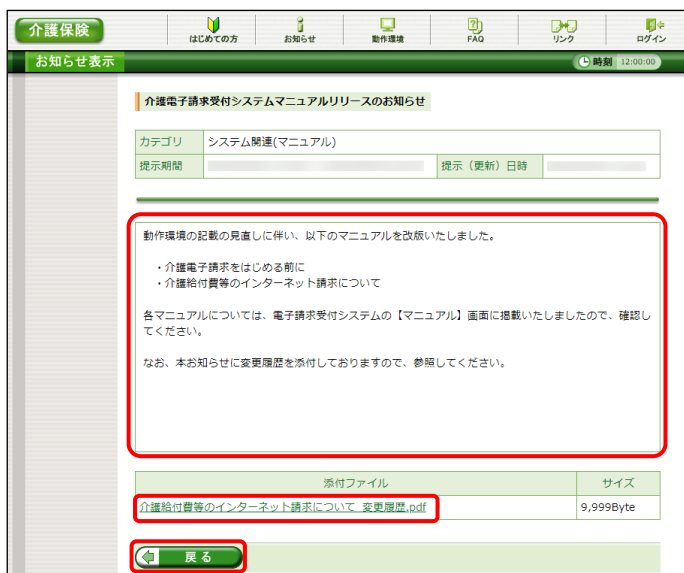 介護保険
はじめての方
お知らせ
動作環境
FAQ
リンク
ログイン
お知らせ表示
時刻 12:00:00
介護電子請求受付システムマニュアルリリースのお知らせ
カテゴリ システム関連(マニュアル)
提示期間
提示（更新）日時
動作環境の記載の見直しに伴い、以下のマニュアルを改版いたしました。
・介護電子請求をはじめる前に
・介護給付費等のインターネット請求について
各マニュアルについては、電子請求受付システムの【マニュアル】画面に掲載いたしましたので、確認し
てください。
なお、本お知らせに変更履歴を添付しておりますので、参照してください。
添付ファイル サイズ
介護給付費等のインターネット請求について_変更履歴.pdf 9,999Byte
戻る